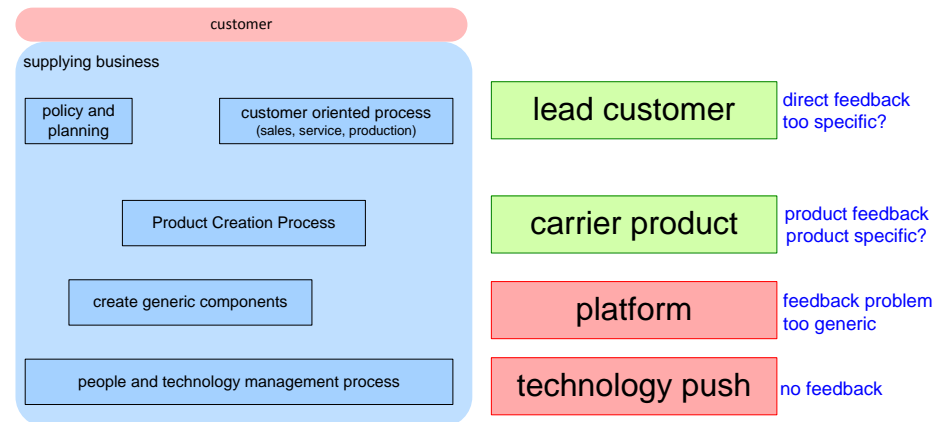 customer
supplying business
policy and
planning
customer oriented process
(sales, service, production)
lead customer
direct feedback
too specific?
Product Creation Process
carrier product
product feedback
product specific?
create generic components
platform
feedback problem
too generic
people and technology management process
technology push
no feedback